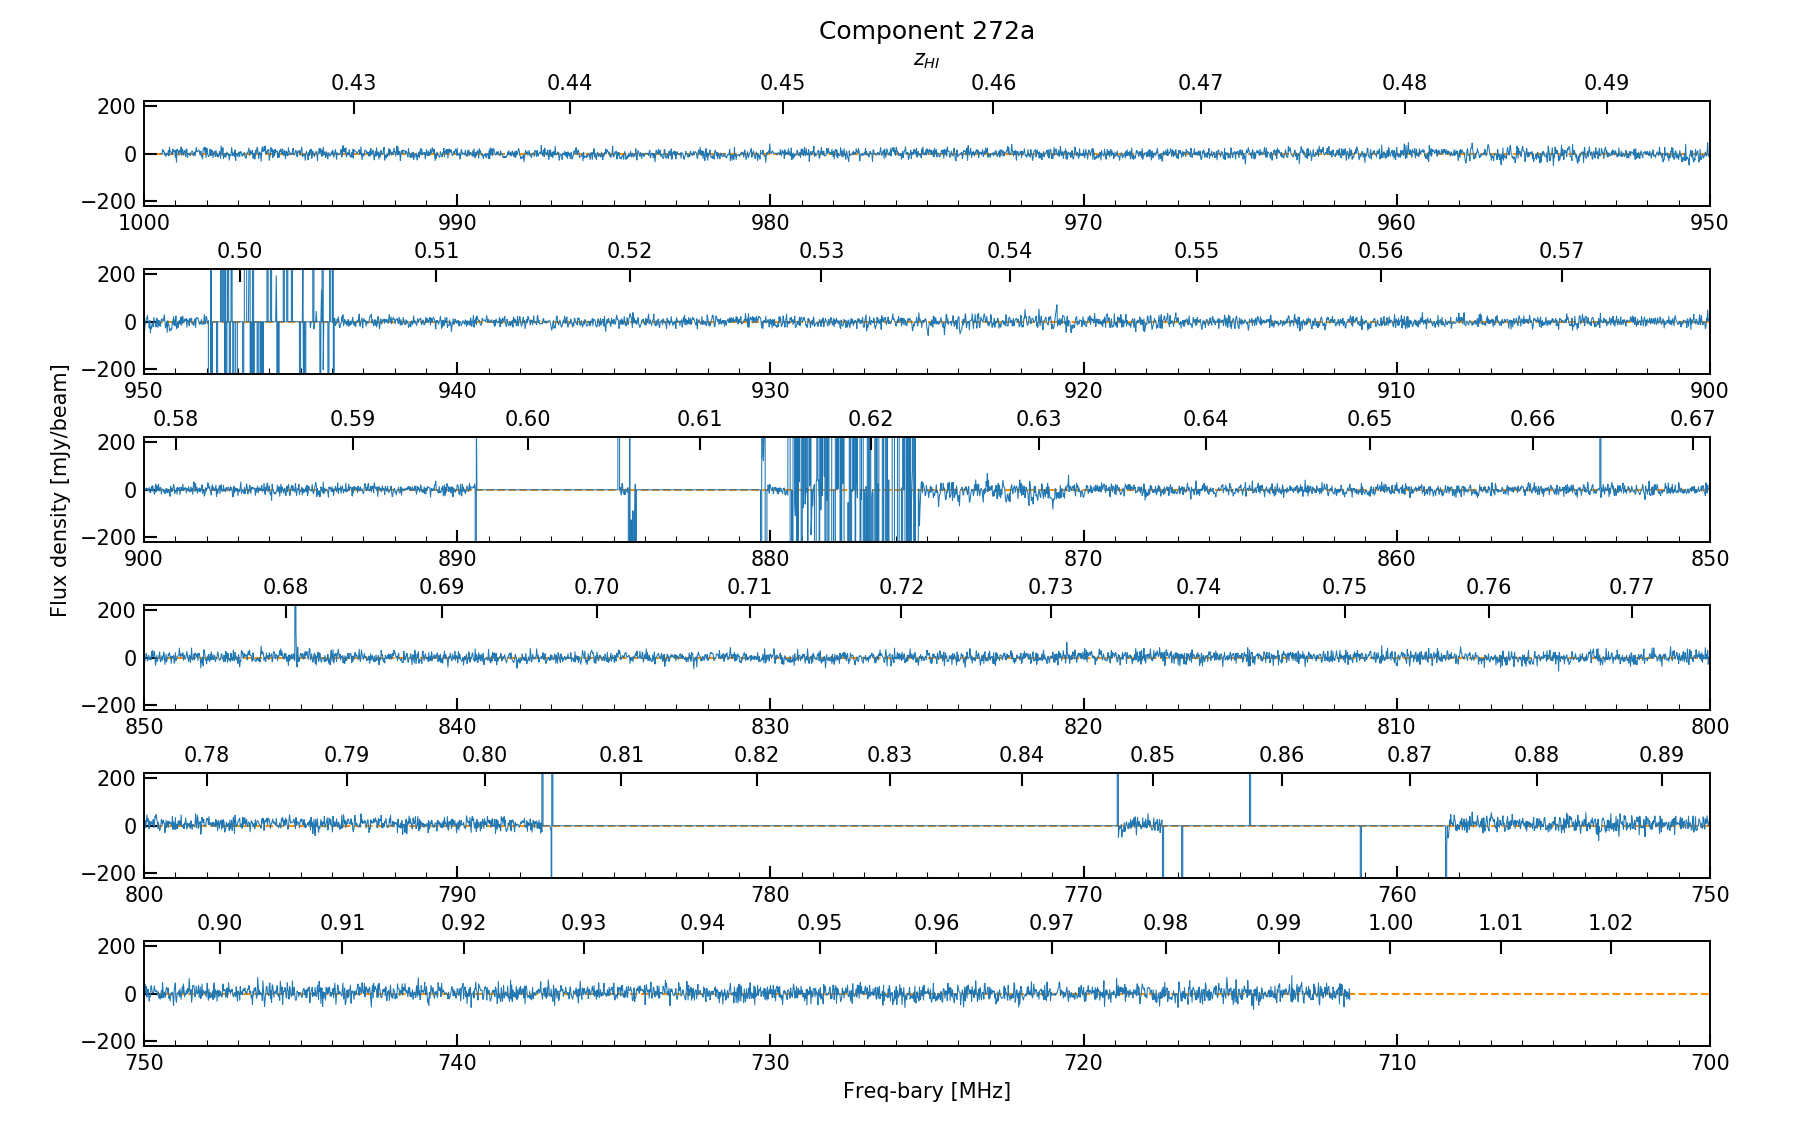 Component 272a
z_HI
0.43 0.44 0.45 0.46 0.47 0.48 0.49
200
0
−200
1000 990 980 970 960 950
0.50 0.51 0.52 0.53 0.54 0.55 0.56 0.57
200
0
−200
950 940 930 920 910 900
0.58 0.59 0.60 0.61 0.62 0.63 0.64 0.65 0.66 0.67
200
0
−200
900 890 880 870 860 850
Flux density [mJy/beam]
0.68 0.69 0.70 0.71 0.72 0.73 0.74 0.75 0.76 0.77
200
0
−200
850 840 830 820 810 800
0.78 0.79 0.80 0.81 0.82 0.83 0.84 0.85 0.86 0.87 0.88 0.89
200
0
−200
800 790 780 770 760 750
0.90 0.91 0.92 0.93 0.94 0.95 0.96 0.97 0.98 0.99 1.00 1.01 1.02
200
0
−200
750 740 730 720 710 700
Freq-bary [MHz]